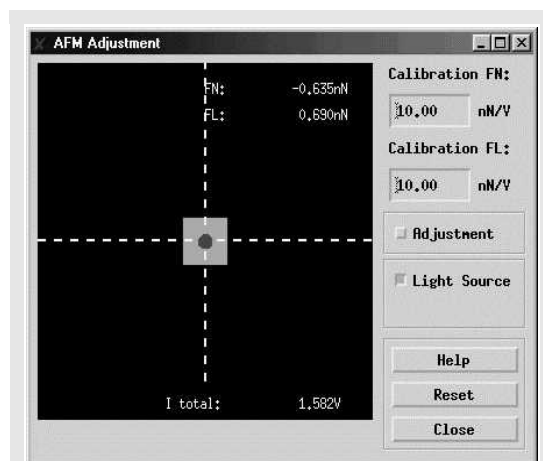 AFM Adjustment
FN: -0.635nN
FL: 0.690nN
I total: 1.582V
Calibration FN:
10.00 nN/V
Calibration FL:
10.00 nN/V
Adjustment
Light Source
Help
Reset
Close